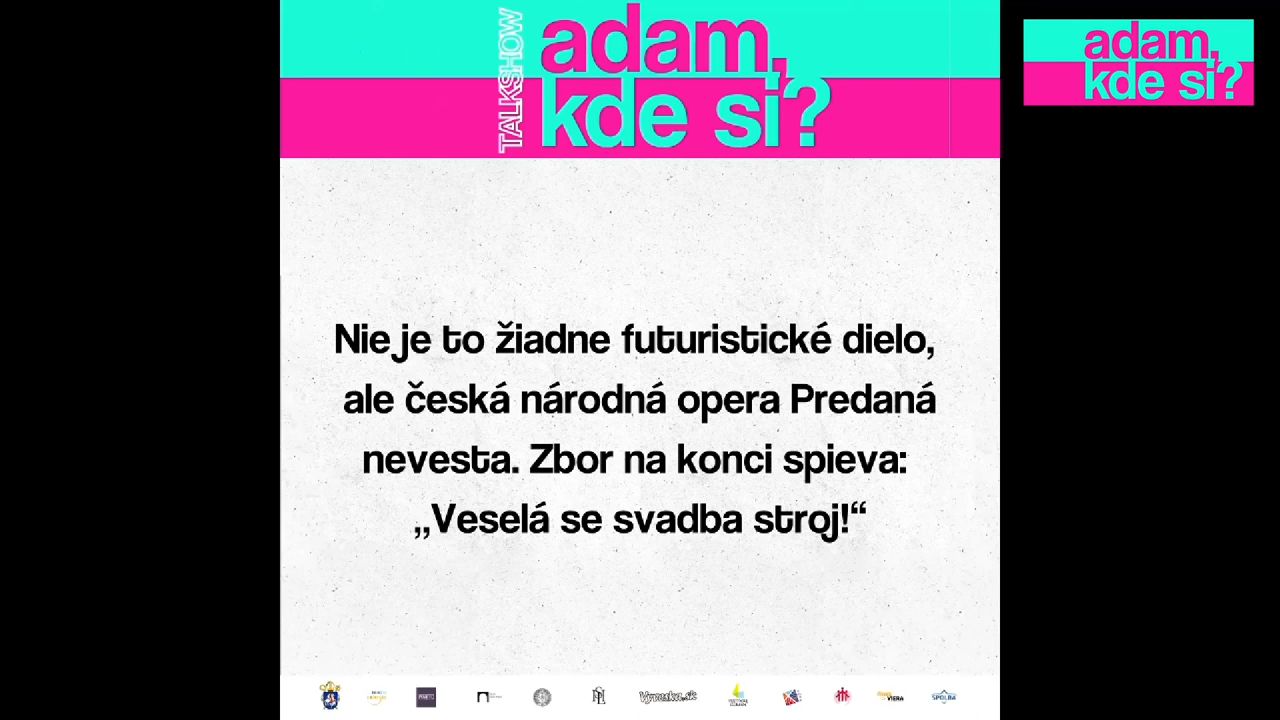 TALKSHOW
adam,
kde si?
adam,
kde si?
Nie je to žiadne futuristické dielo,
ale česká národná opera Predaná
nevesta. Zbor na konci spieva:
„Veselá se svadba stroj!“
Vyveska.sk
VIERA
SPOLBA